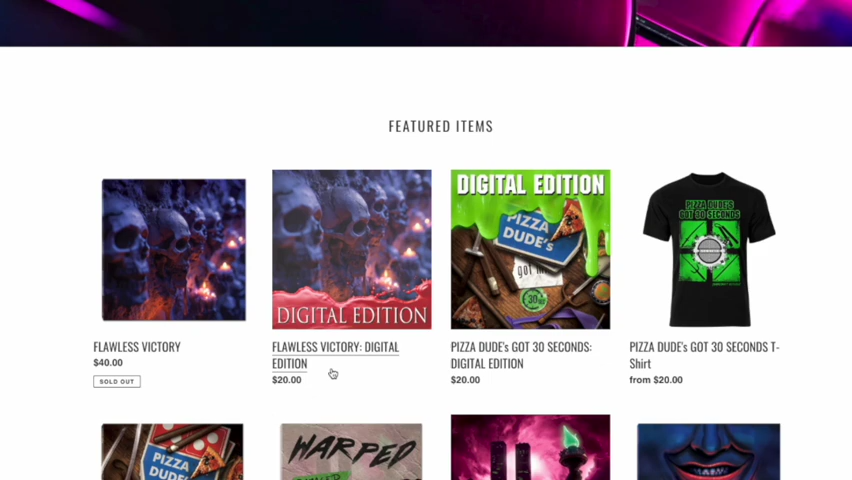 FEATURED ITEMS
DIGITAL EDITION
DIGITAL EDITION
PIZZA
DUDE's
30
PIZZA DUDE'S
GOT 30 SECONDS
FLAWLESS VICTORY
$40.00
SOLD OUT
FLAWLESS VICTORY: DIGITAL
EDITION
$20.00
PIZZA DUDE's GOT 30 SECONDS:
DIGITAL EDITION
$20.00
PIZZA DUDE's GOT 30 SECONDS T-
Shirt
from $20.00
PIZZA
DUDE
WARPED